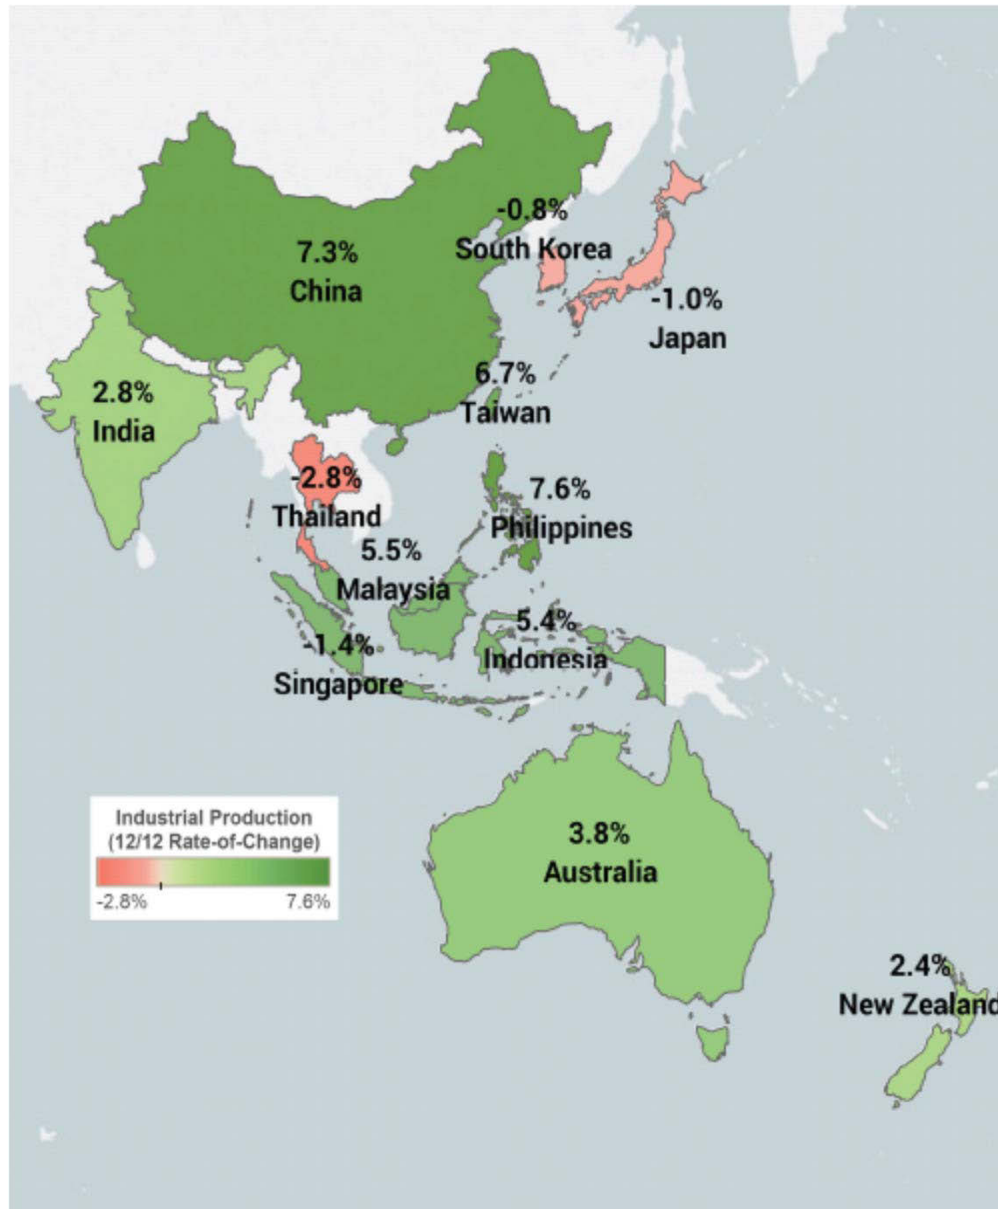 -0.8%
South Korea
7.3%
China
-1.0%
Japan
6.7%
Taiwan
2.8%
India
-2.8%
Thailand
7.6%
Philippines
5.5%
Malaysia
5.4%
Indonesia
-1.4%
Singapore
Industrial Production
(12/12 Rate-of-Change)
-2.8% 7.6%
3.8%
Australia
2.4%
New Zealand